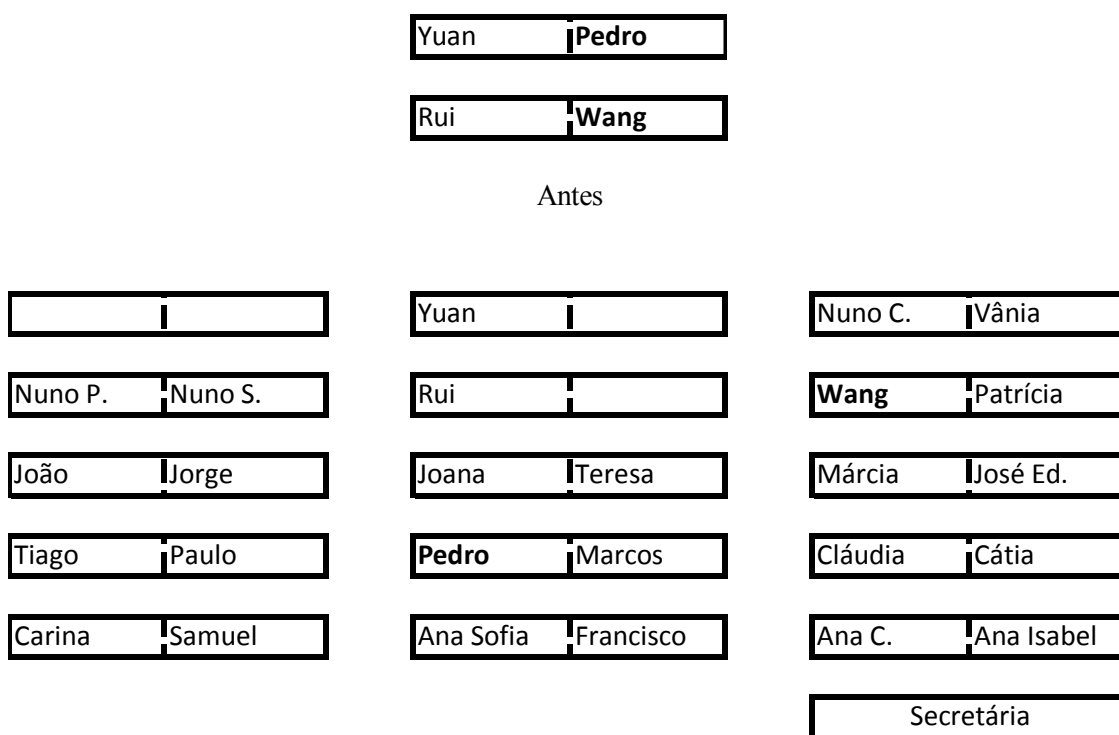 Yuan Pedro
Rui Wang
Antes
Yuan Nuno C. Vânia
Nuno P. Nuno S. Rui Wang Patrícia
João Jorge Joana Teresa Márcia José Ed.
Tiago Paulo Pedro Marcos Cláudia Cátia
Carina Samuel Ana Sofia Francisco Ana C. Ana Isabel
Secretária